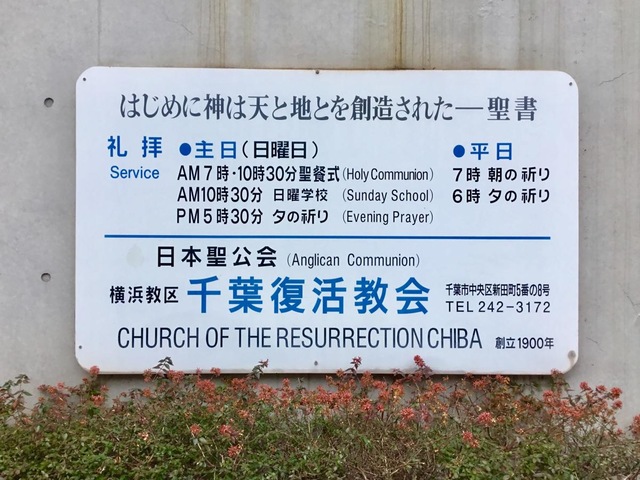 はじめに神は天と地とを創造された──聖書
礼拝 ●主日(日曜日) ●平日
Service AM7時・10時30分聖餐式(Holy Communion) 7時 朝の祈り
AM10時30分 日曜学校 (Sunday School) 6時 夕の祈り
PM5時30分 夕の祈り (Evening Prayer)
日本聖公会 (Anglican Communion)
横浜教区 千葉復活教会 千葉市中央区新田町5番の8号
TEL 242-3172
CHURCH OF THE RESURRECTION CHIBA 創立1900年